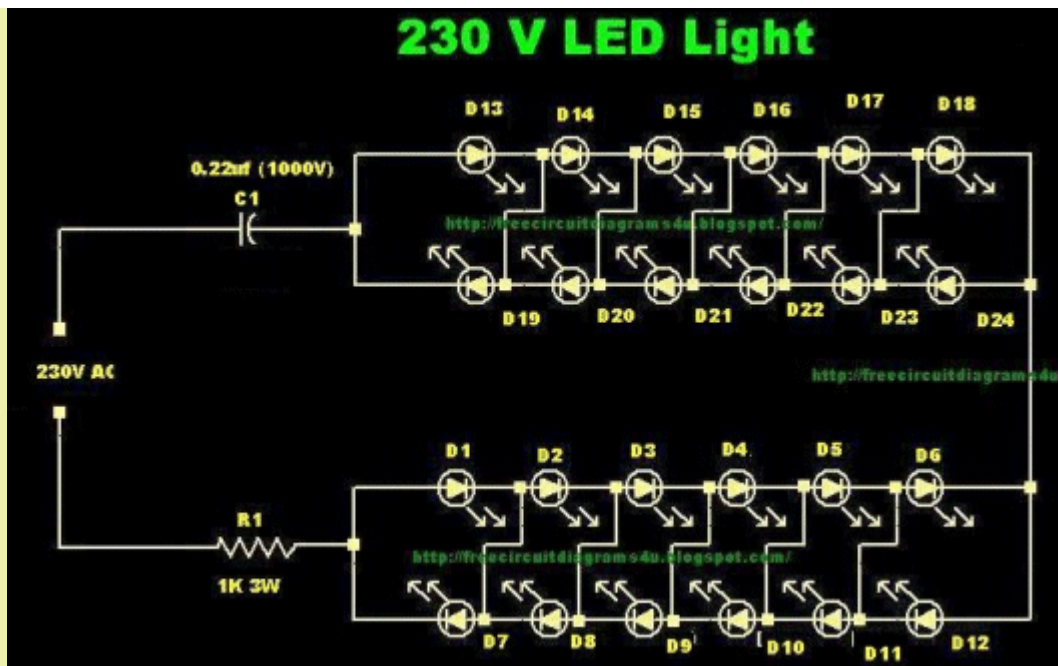 230 V LED Light
D13 D14 D15 D16 D17 D18
0.22uf (1000V)
C1
http://freecircuitdiagrams4u.blogspot.com/
D19 D20 D21 D22 D23 D24
230V AC
http://freecircuitdiagrams4u
D1 D2 D3 D4 D5 D6
R1
http://freecircuitdiagrams4u.blogspot.com/
1K 3W
D7 D8 D9 D10 D11 D12